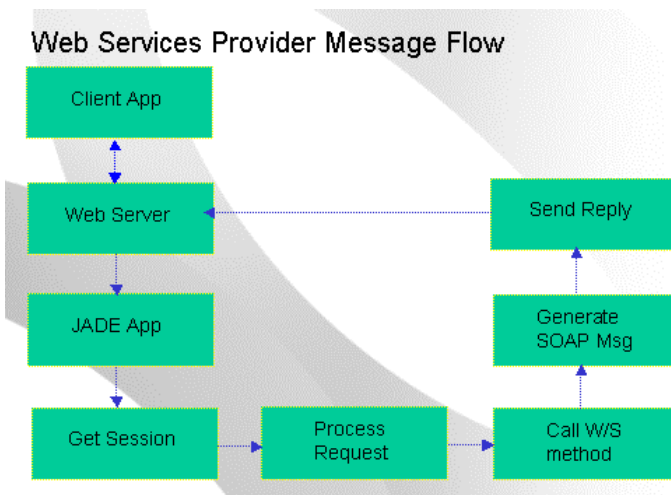 Web Services Provider Message Flow
Client App
Web Server
Send Reply
JADE App
Generate
SOAP Msg
Get Session
Process
Request
Call W/S
method